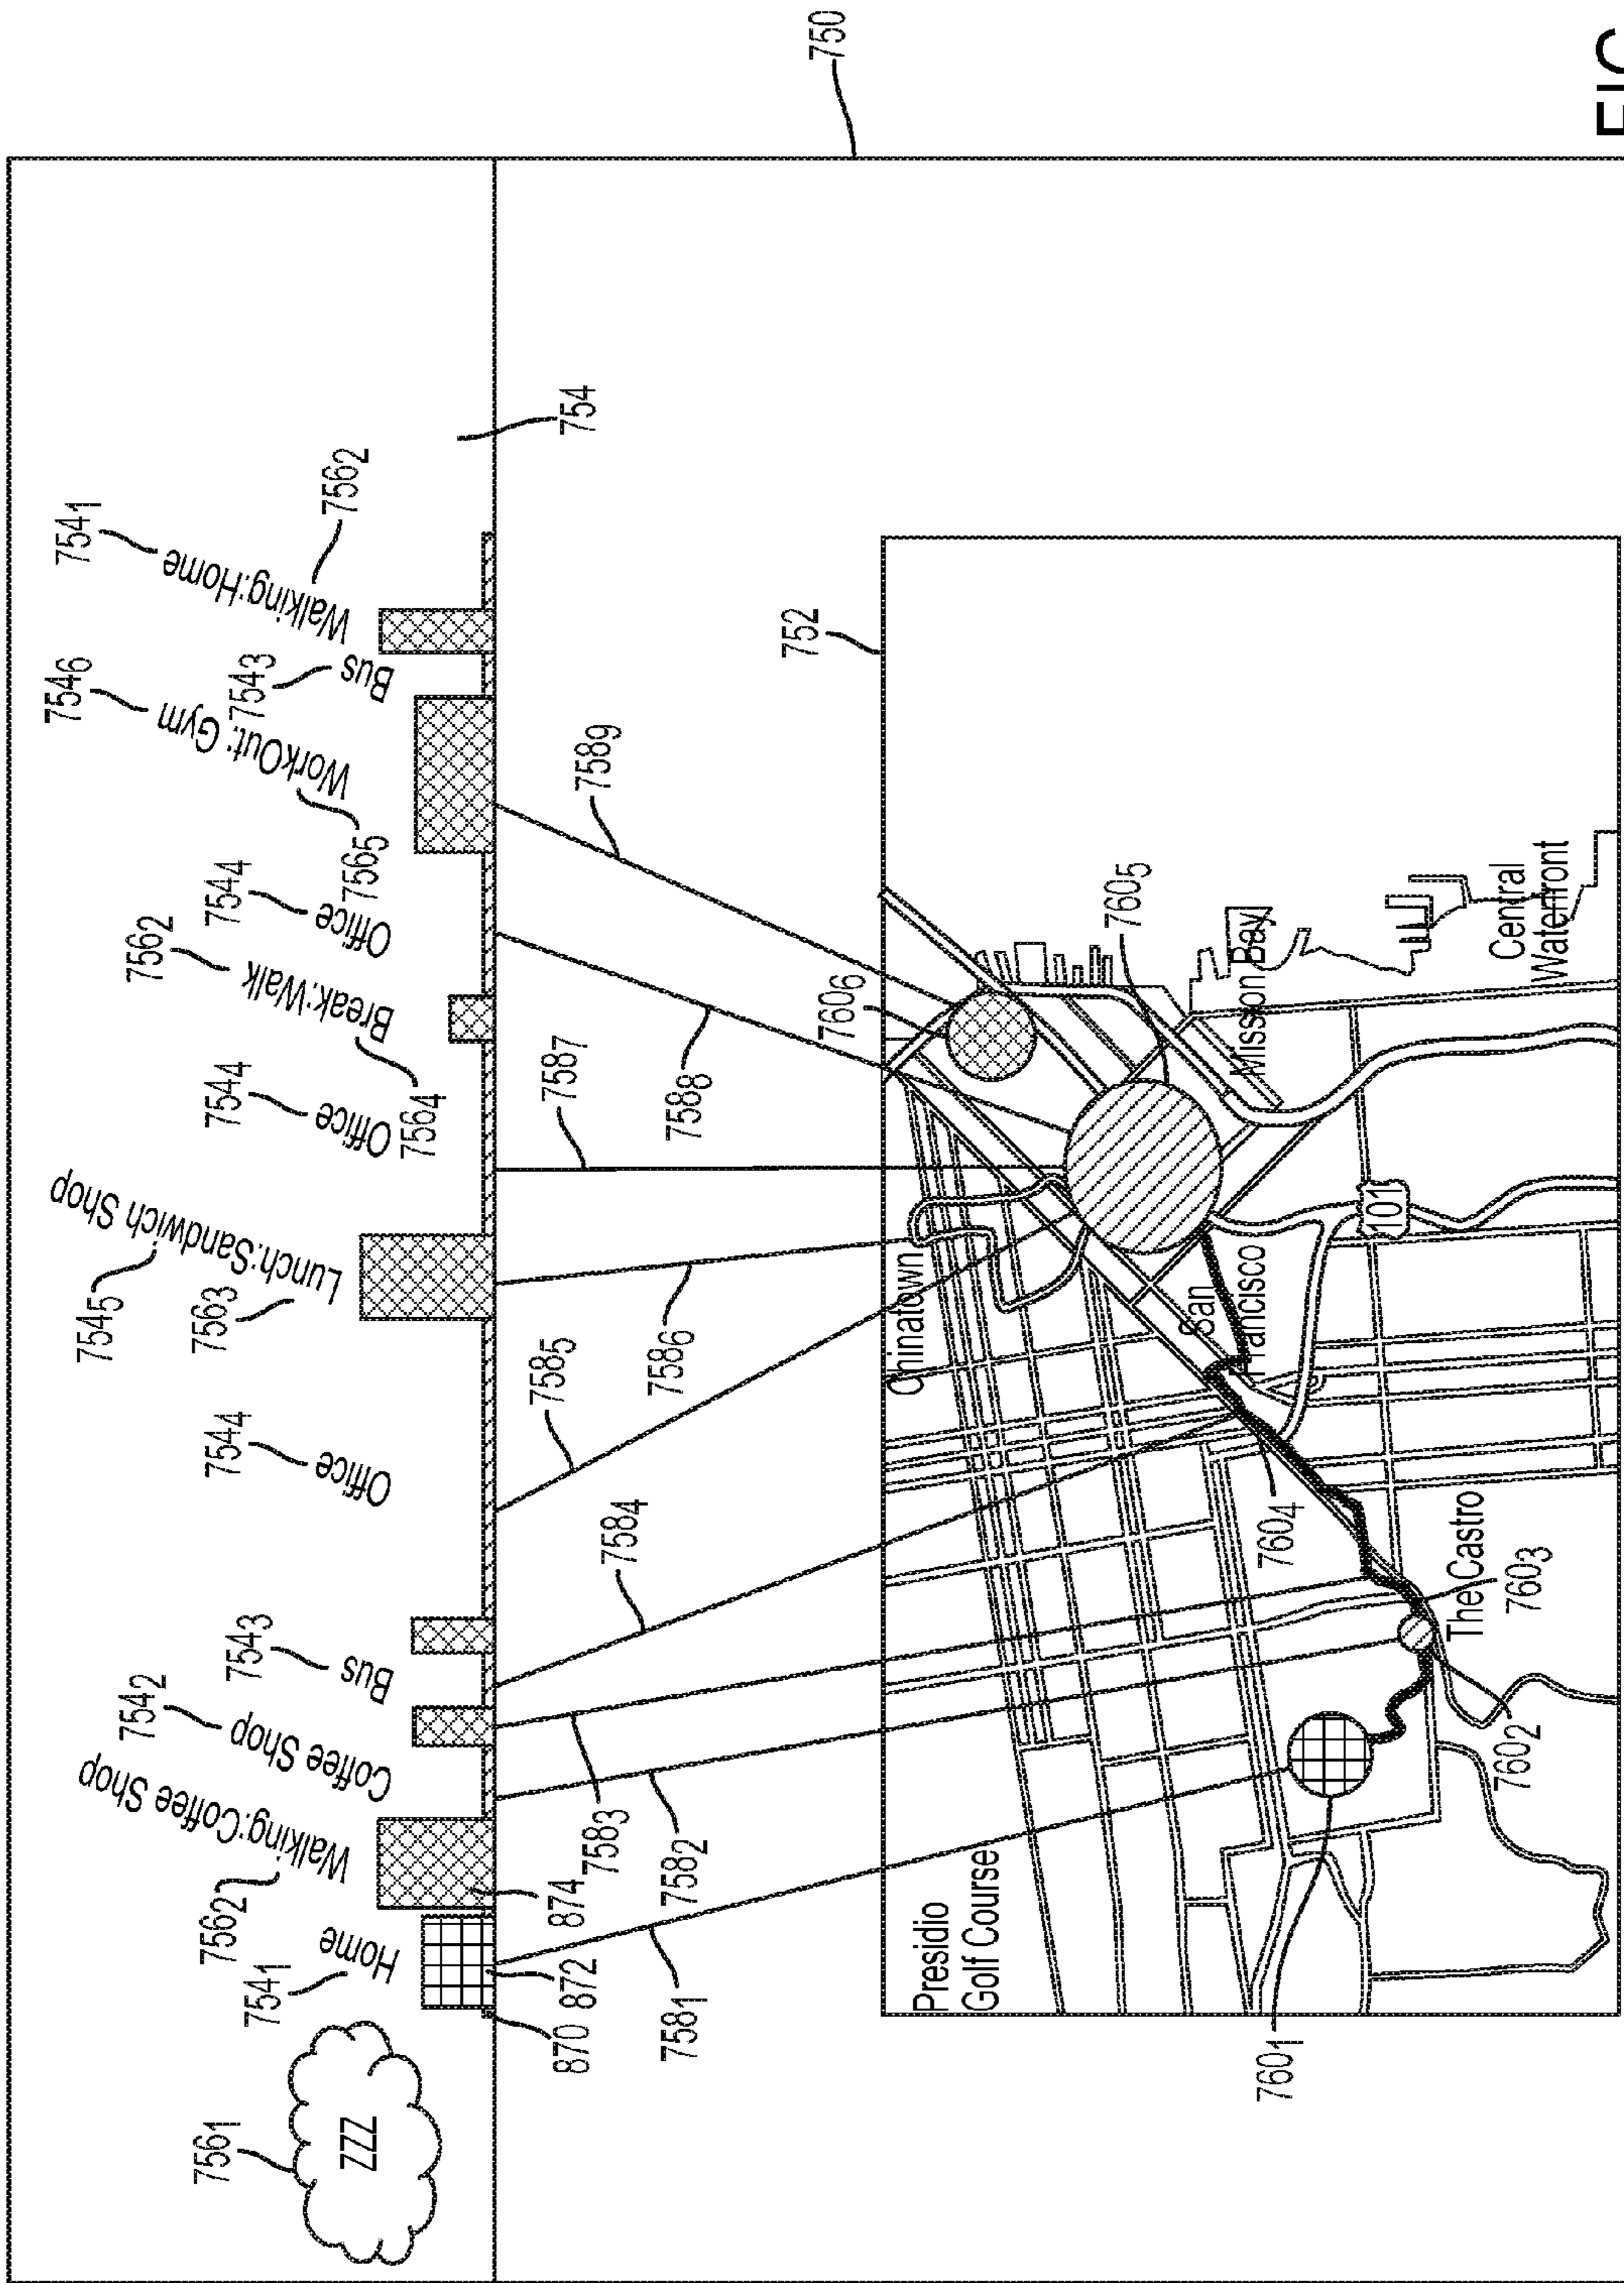 FIG
750
754₁
Walking:Home
756₂
754₆
754₃
Bus
WorkOut: Gym
756₅
754₄
Office
756₂
Break:Walk
756₄
754₄
Office
754₅
Lunch:Sandwich Shop
756₃
754₄
Office
754₃
Bus
754₂
Coffee Shop
Walking:Coffee Shop
756₂
754₁
Home
756₁
ZZZ
754
870
872
874
758₁
758₂
758₃
758₄
758₅
758₆
758₇
758₈
758₉
752
Presidio
Golf Course
Chinatown
San
Francisco
101
Mission Bay
Central
Waterfront
The Castro
760₁
760₂
760₃
760₄
760₅
760₆